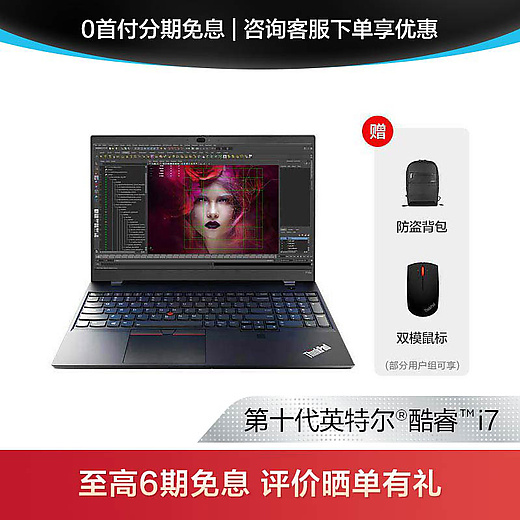 0首付分期免息 | 咨询客服下单享优惠
赠
防盗背包
双模鼠标
(部分用户组可享)
ThinkPad
第十代英特尔®酷睿™ i7
至高6期免息 评价晒单有礼